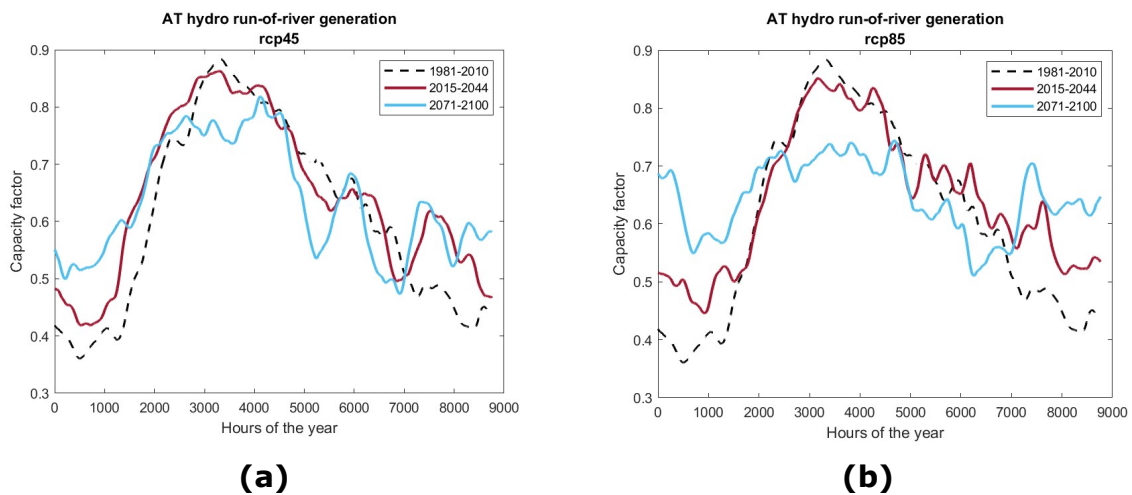 AT hydro run-of-river generation
rcp45
0.9
0.8
0.7
0.6
0.5
0.4
0.3
Capacity factor
1981-2010
2015-2044
2071-2100
0 1000 2000 3000 4000 5000 6000 7000 8000 9000
Hours of the year
(a)
AT hydro run-of-river generation
rcp85
0.9
0.8
0.7
0.6
0.5
0.4
0.3
Capacity factor
1981-2010
2015-2044
2071-2100
0 1000 2000 3000 4000 5000 6000 7000 8000 9000
Hours of the year
(b)